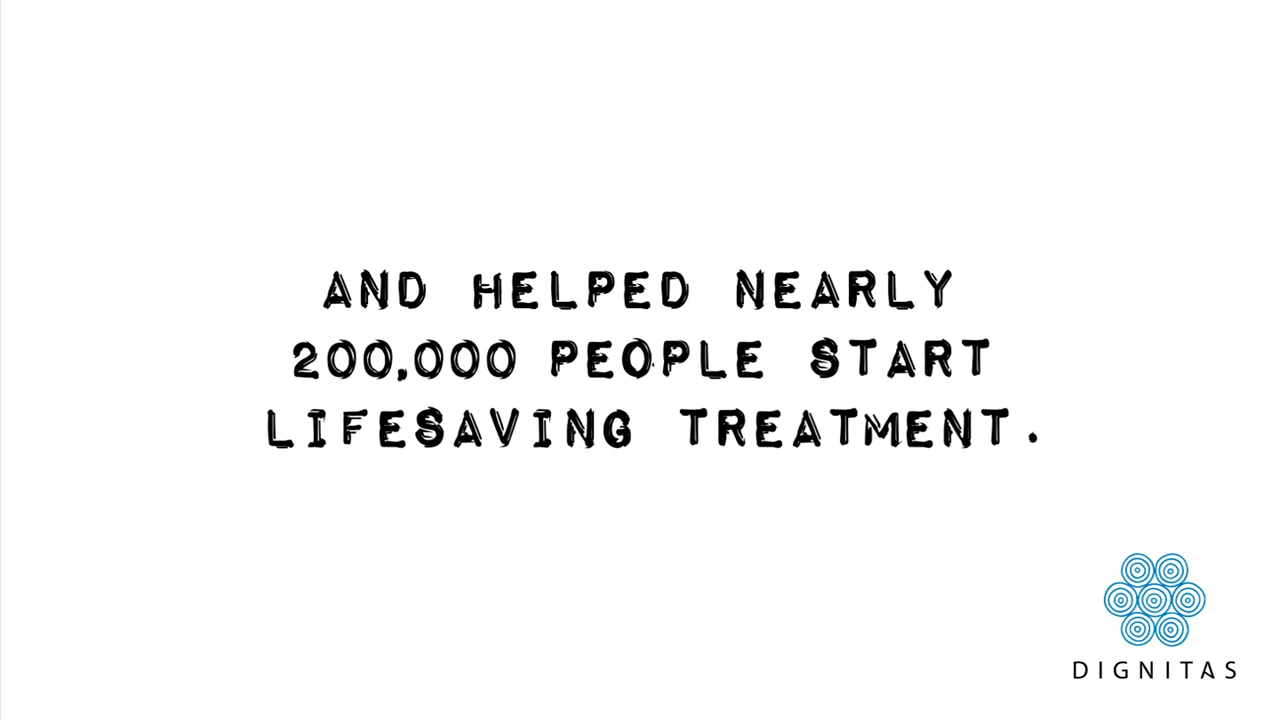 AND HELPED NEARLY
200,000 PEOPLE START
LIFESAVING TREATMENT.
DIGNITAS